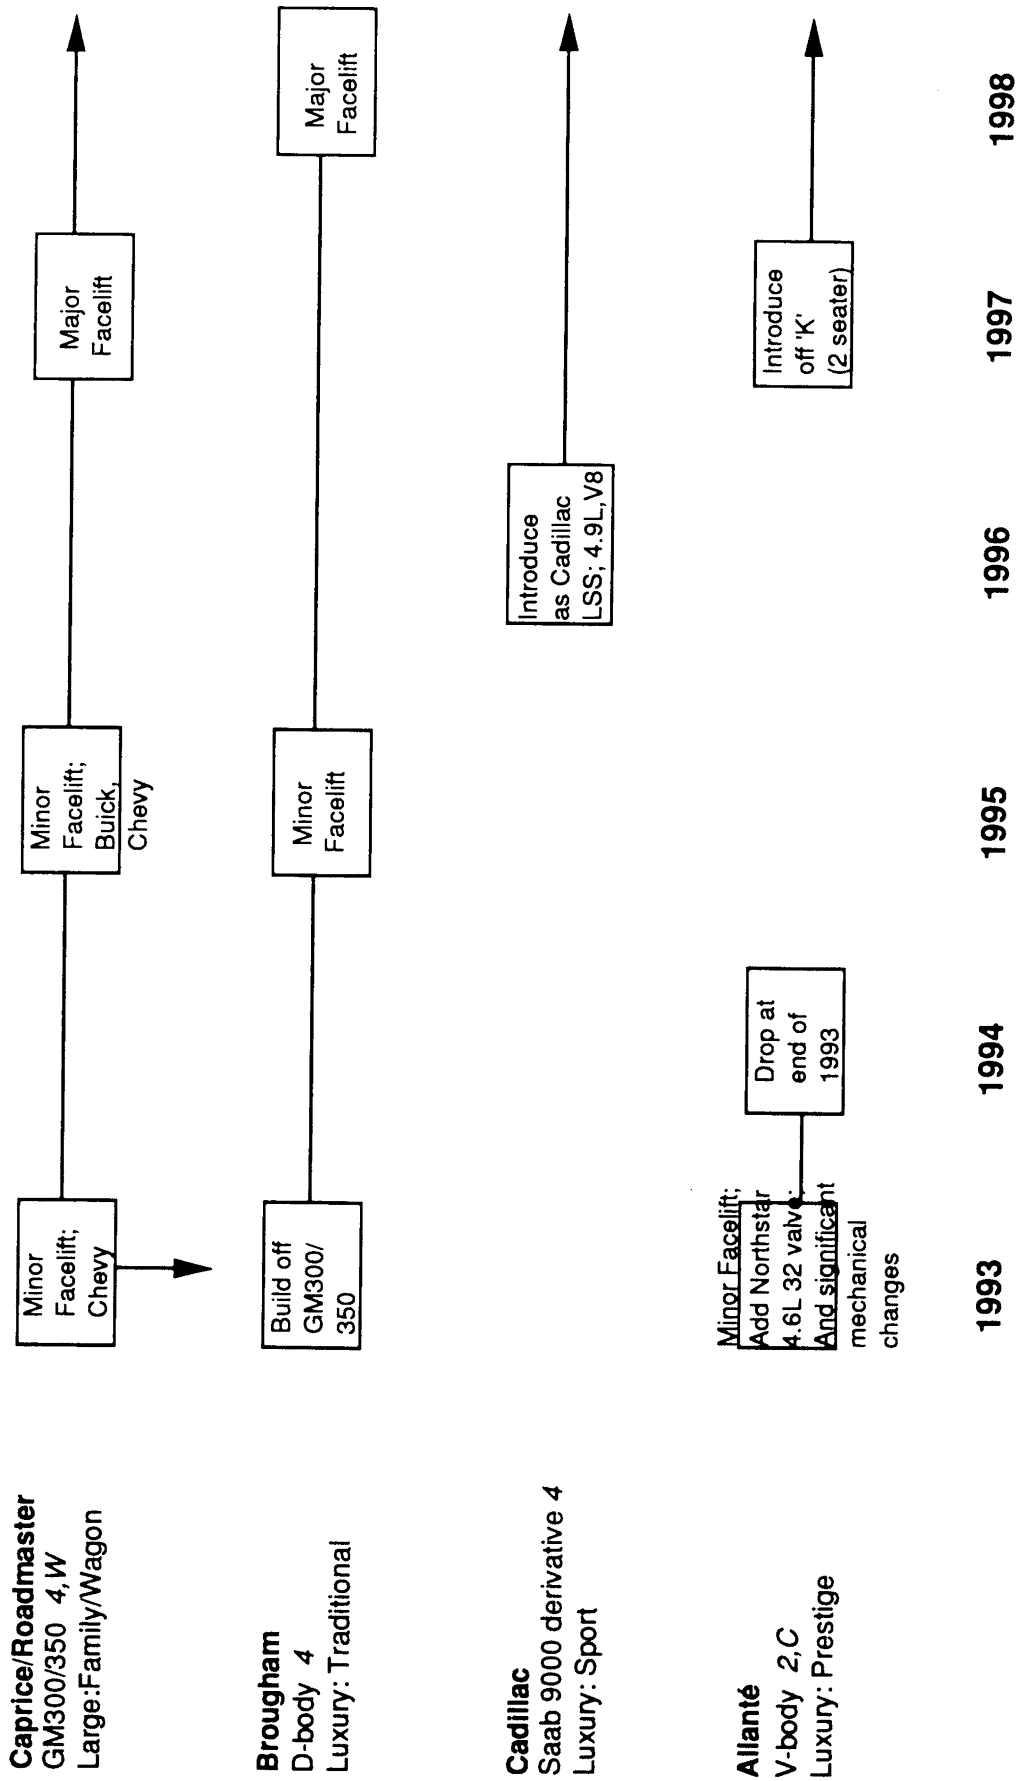 Caprice/Roadmaster
GM300/350 4,W
Large:Family/Wagon
Minor
Facelift;
Chevy
Minor
Facelift;
Buick,
Chevy
Major
Facelift
Brougham
D-body 4
Luxury: Traditional
Build off
GM300/
350
Minor
Facelift
Major
Facelift
Cadillac
Saab 9000 derivative 4
Luxury: Sport
Introduce
as Cadillac
LSS; 4.9L,V8
Allanté
V-body 2,C
Luxury: Prestige
Minor Facelift;
Add Northstar
4.6L 32 valve;
And significant
mechanical
changes
Drop at
end of
1993
Introduce
off 'K'
(2 seater)
1993
1994
1995
1996
1997
1998